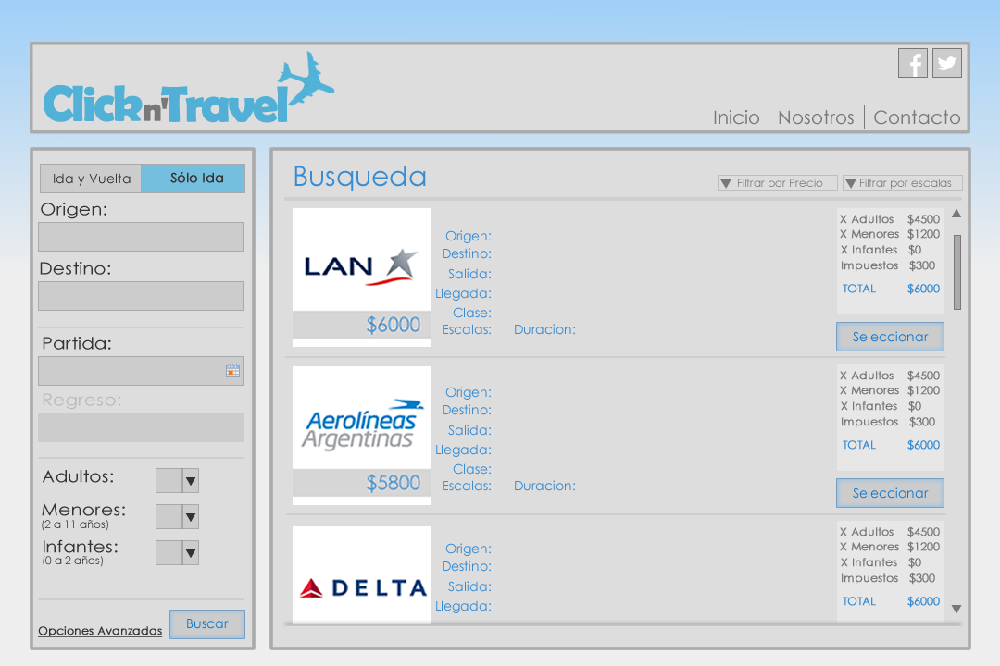 Click n' Travel
Inicio | Nosotros | Contacto
Ida y Vuelta Sólo Ida
Origen:
Destino:
Partida:
Regreso:
Adultos:
Menores:
(2 a 11 años)
Infantes:
(0 a 2 años)
Opciones Avanzadas Buscar
Busqueda
Filtrar por Precio Filtrar por escalas
LAN
$6000
Origen:
Destino:
Salida:
Llegada:
Clase:
Escalas: Duracion:
X Adultos $4500
X Menores $1200
X Infantes $0
Impuestos $300
TOTAL $6000
Seleccionar
Aerolíneas
Argentinas
$5800
Origen:
Destino:
Salida:
Llegada:
Clase:
Escalas: Duracion:
X Adultos $4500
X Menores $1200
X Infantes $0
Impuestos $300
TOTAL $6000
Seleccionar
DELTA
Origen:
Destino:
Salida:
Llegada:
X Adultos $4500
X Menores $1200
X Infantes $0
Impuestos $300
TOTAL $6000